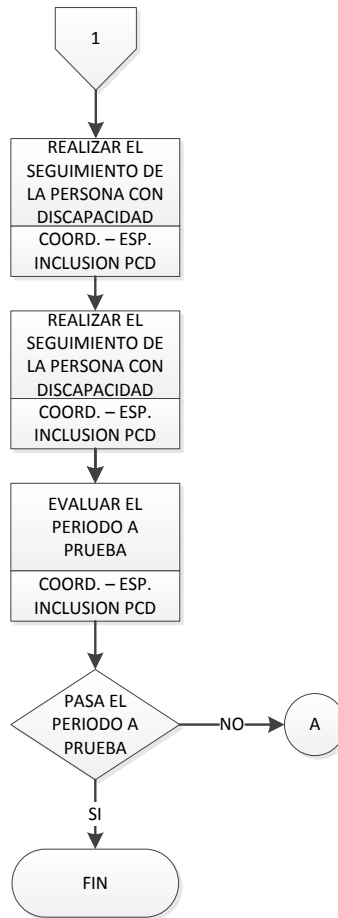 1
REALIZAR EL
SEGUIMIENTO DE
LA PERSONA CON
DISCAPACIDAD
COORD. – ESP.
INCLUSION PCD
REALIZAR EL
SEGUIMIENTO DE
LA PERSONA CON
DISCAPACIDAD
COORD. – ESP.
INCLUSION PCD
EVALUAR EL
PERIODO A
PRUEBA
COORD. – ESP.
INCLUSION PCD
PASA EL
PERIODO A
PRUEBA
NO
A
SI
FIN